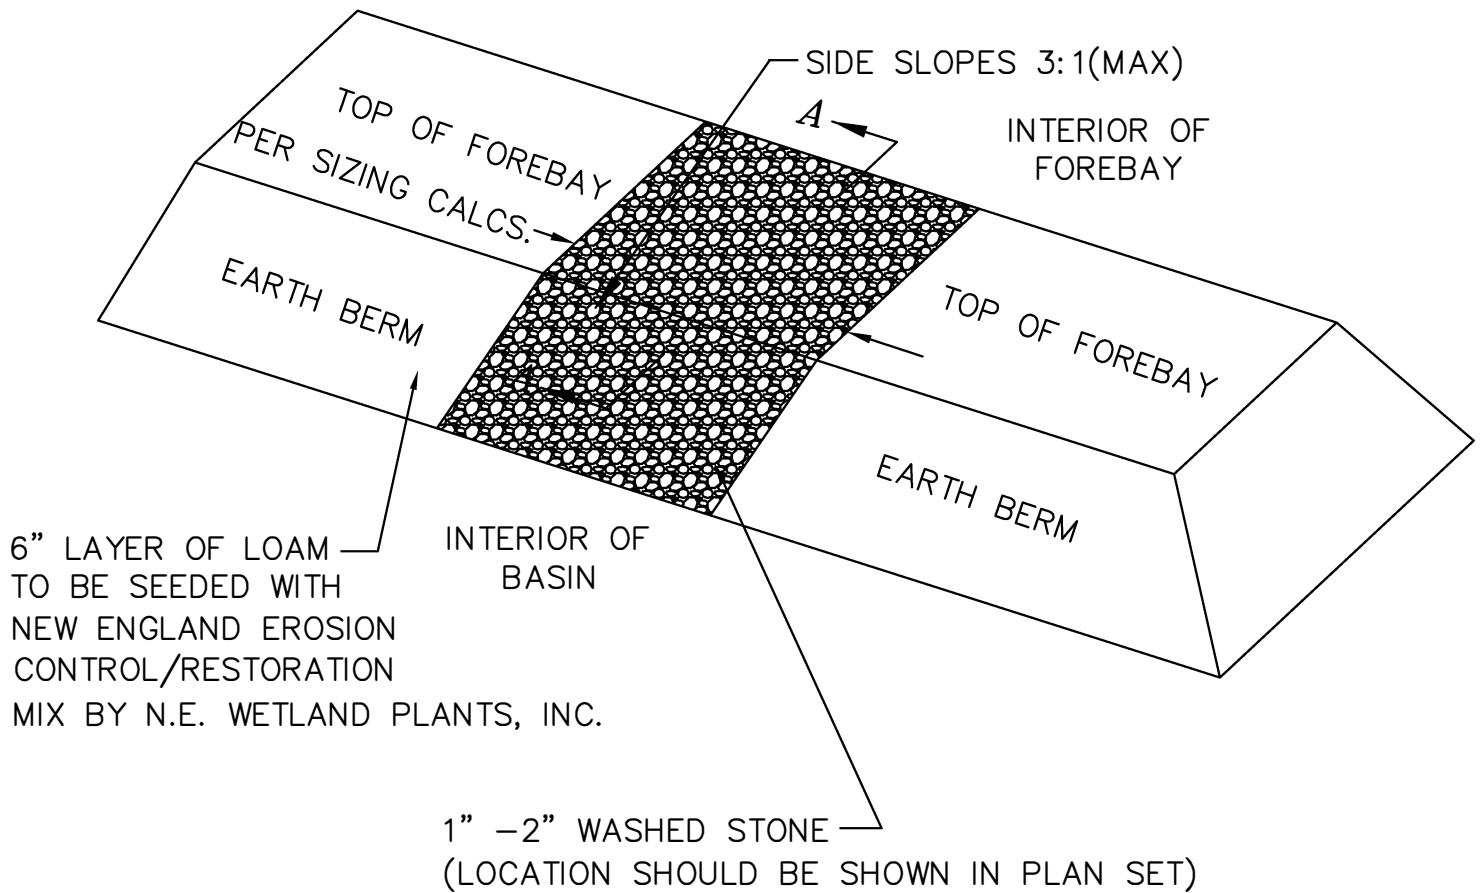 SIDE SLOPES 3:1(MAX)
A
INTERIOR OF
FOREBAY
TOP OF FOREBAY
PER SIZING CALCS.
EARTH BERM
TOP OF FOREBAY
EARTH BERM
6” LAYER OF LOAM
TO BE SEEDED WITH
NEW ENGLAND EROSION
CONTROL/RESTORATION
MIX BY N.E. WETLAND PLANTS, INC.
INTERIOR OF
BASIN
1” –2” WASHED STONE
(LOCATION SHOULD BE SHOWN IN PLAN SET)